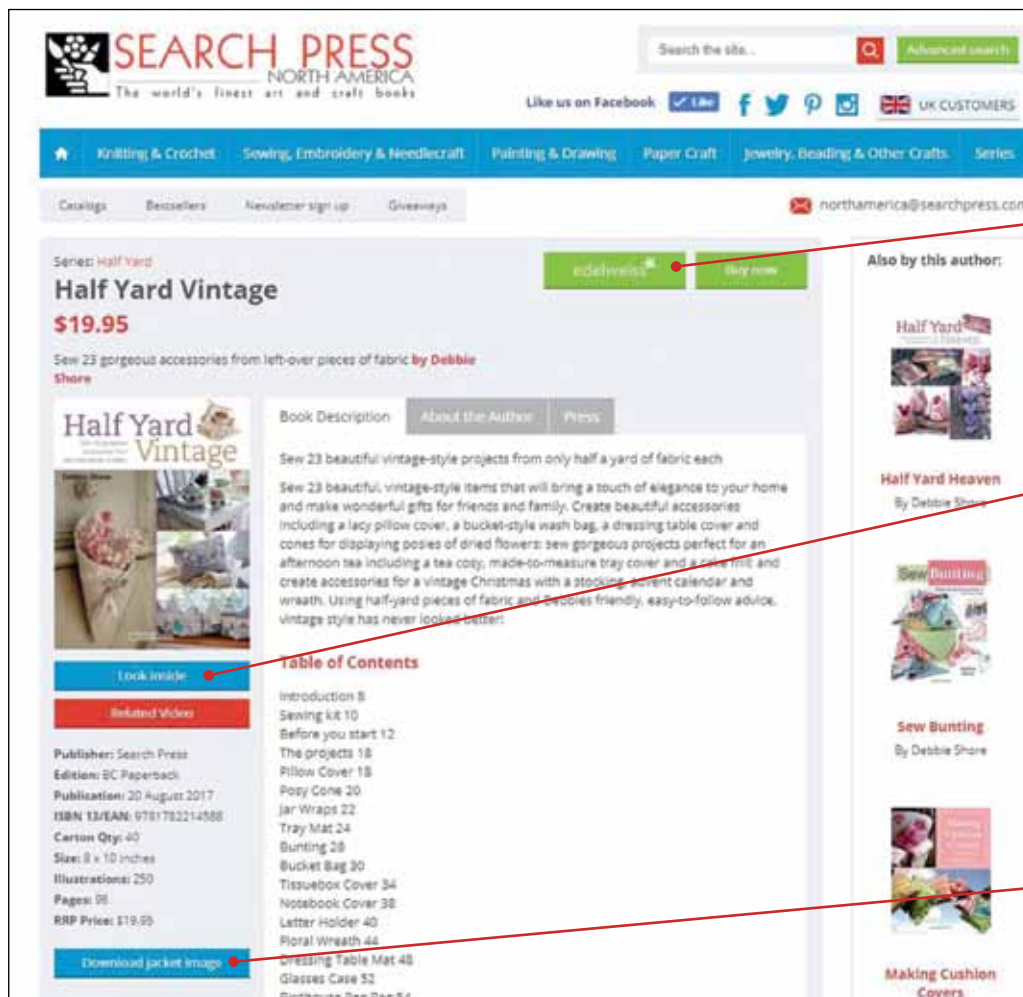 SEARCH PRESS
NORTH AMERICA
The world's finest art and craft books
Search the site...
Advanced search
Like us on Facebook
Like
UK CUSTOMERS
Knitting & Crochet
Sewing, Embroidery & Needlecraft
Painting & Drawing
Paper Craft
Jewelry, Beading & Other Crafts
Series
Catalogs
Bestsellers
Newsletter sign up
Giveaways
northamerica@searchpress.com
Series: Half Yard
Half Yard Vintage
$19.95
Sew 23 gorgeous accessories from left-over pieces of fabric by Debbie
Shore
edelweiss
Buy now
Half Yard
Vintage
Debbie Shore
Look inside
Related Video
Publisher: Search Press
Edition: BC Paperback
Publication: 20 August 2017
ISBN 13/EAN: 9781782214588
Carton Qty: 40
Size: 8 x 10 inches
Illustrations: 250
Pages: 96
RRP Price: $19.95
Download jacket image
Book Description
About the Author
Press
Sew 23 beautiful vintage-style projects from only half a yard of fabric each
Sew 23 beautiful, vintage-style items that will bring a touch of elegance to your home
and make wonderful gifts for friends and family. Create beautiful accessories
including a lacy pillow cover, a bucket-style wash bag, a dressing table cover and
cones for displaying posies of dried flowers; sew gorgeous projects perfect for an
afternoon tea including a tea cosy, made-to-measure tray cover and a cake frill; and
create accessories for a vintage Christmas with a stocking, advent calendar and
wreath. Using half-yard pieces of fabric and Debbies friendly, easy-to-follow advice,
vintage style has never looked better!
Table of Contents
Introduction 8
Sewing kit 10
Before you start 12
The projects 18
Pillow Cover 18
Posy Cone 20
Jar Wraps 22
Tray Mat 24
Bunting 28
Bucket Bag 30
Tissuebox Cover 34
Notebook Cover 38
Letter Holder 40
Floral Wreath 44
Dressing Table Mat 48
Glasses Case 52
Also by this author:
Half Yard
Heaven
Half Yard Heaven
By Debbie Shore
Sew Bunting
Sew Bunting
By Debbie Shore
Making Cushion
Covers